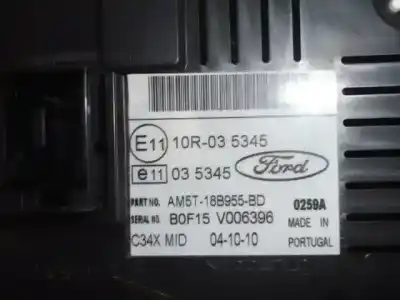 E11 10R-03 5345
e11 03 5345 Ford
PART NO. AM5T-18B955-BD 0259A
SERIAL NO. B0F15 V006396 MADE IN
C34X MID 04-10-10 PORTUGAL